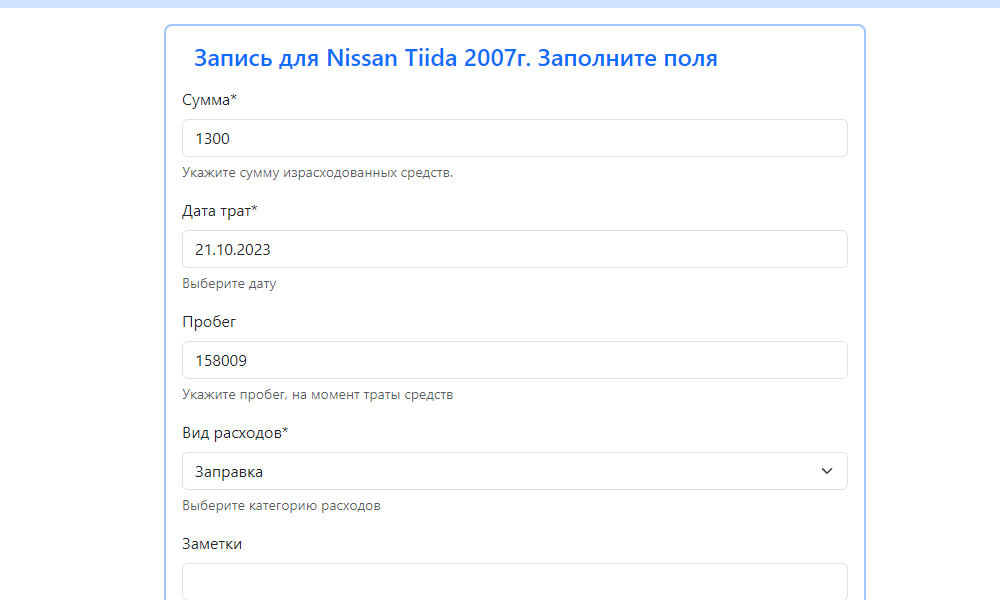 Запись для Nissan Tiida 2007г. Заполните поля
Сумма*
1300
Укажите сумму израсходованных средств.
Дата трат*
21.10.2023
Выберите дату
Пробег
158009
Укажите пробег, на момент траты средств
Вид расходов*
Заправка
Выберите категорию расходов
Заметки